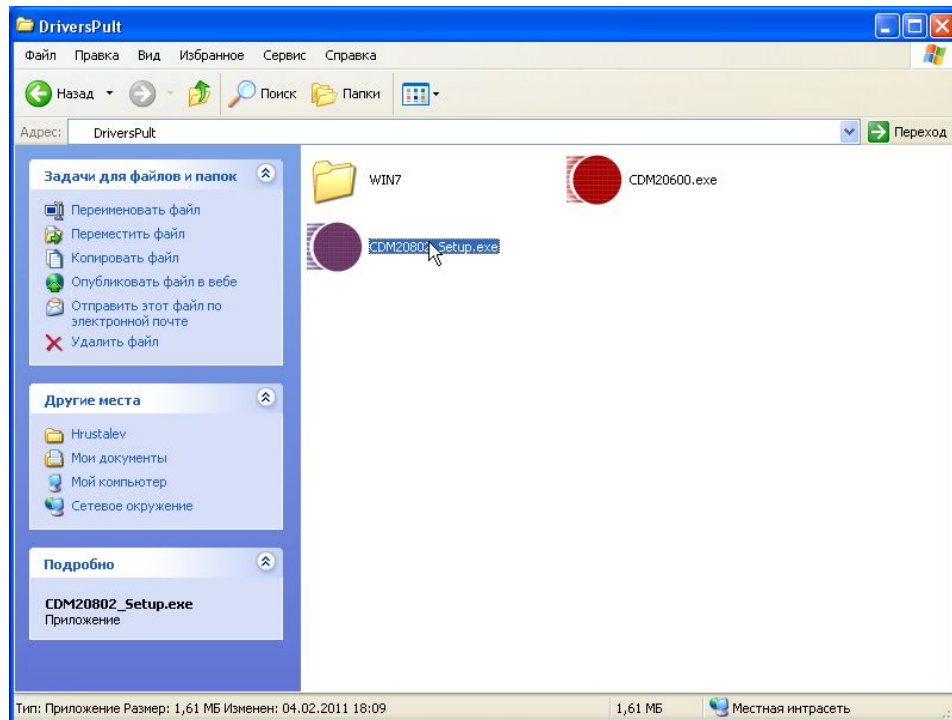 DriversPult
Файл Правка Вид Избранное Сервис Справка
Назад Поиск Папки
Адрес: DriversPult Переход
Задачи для файлов и папок
Переименовать файл
Переместить файл
Копировать файл
Опубликовать файл в вебе
Отправить этот файл по
электронной почте
Удалить файл
Другие места
Hrustalev
Мои документы
Мой компьютер
Сетевое окружение
Подробно
CDM20802_Setup.exe
Приложение
WIN7 CDM20600.exe
CDM20802_Setup.exe
Тип: Приложение Размер: 1,61 МБ Изменен: 04.02.2011 18:09 1,61 МБ Местная интрасеть